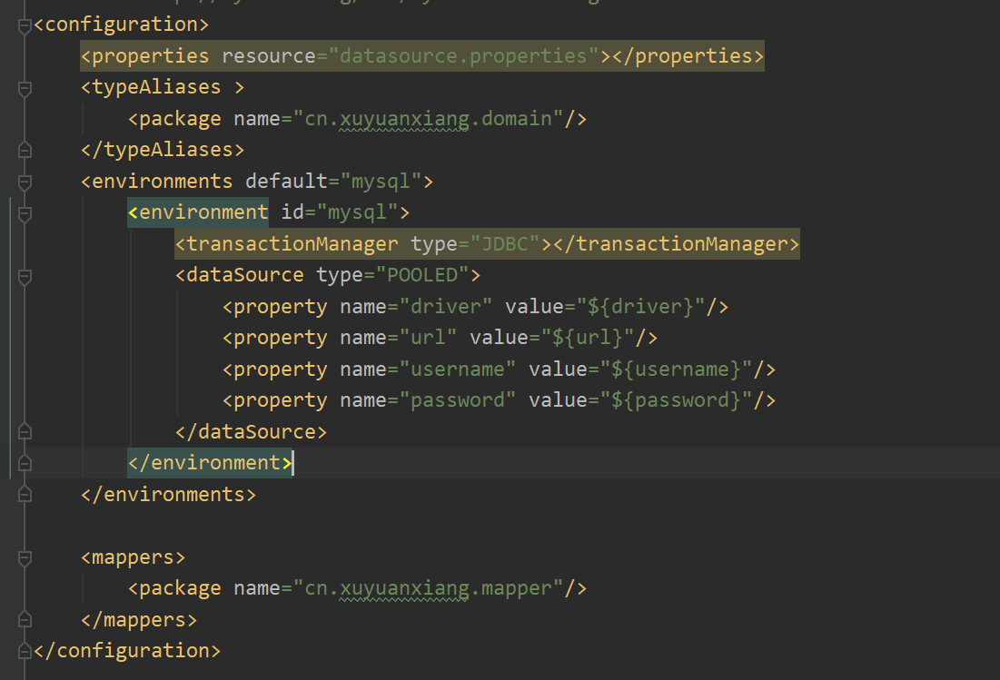 <configuration>
<properties resource="datasource.properties"></properties>
<typeAliases >
<package name="cn.xuyuanxiang.domain"/>
</typeAliases>
<environments default="mysql">
<environment id="mysql">
<transactionManager type="JDBC"></transactionManager>
<dataSource type="POOLED">
<property name="driver" value="${driver}"/>
<property name="url" value="${url}"/>
<property name="username" value="${username}"/>
<property name="password" value="${password}"/>
</dataSource>
</environment>
</environments>
<mappers>
<package name="cn.xuyuanxiang.mapper"/>
</mappers>
</configuration>